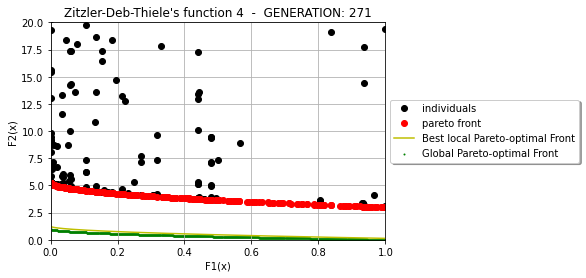 Zitzler-Deb-Thiele's function 4 - GENERATION: 271
20.0
17.5
15.0
12.5
10.0
7.5
5.0
2.5
0.0
F2(x)
0.0 0.2 0.4 0.6 0.8 1.0
F1(x)
individuals
pareto front
Best local Pareto-optimal Front
Global Pareto-optimal Front